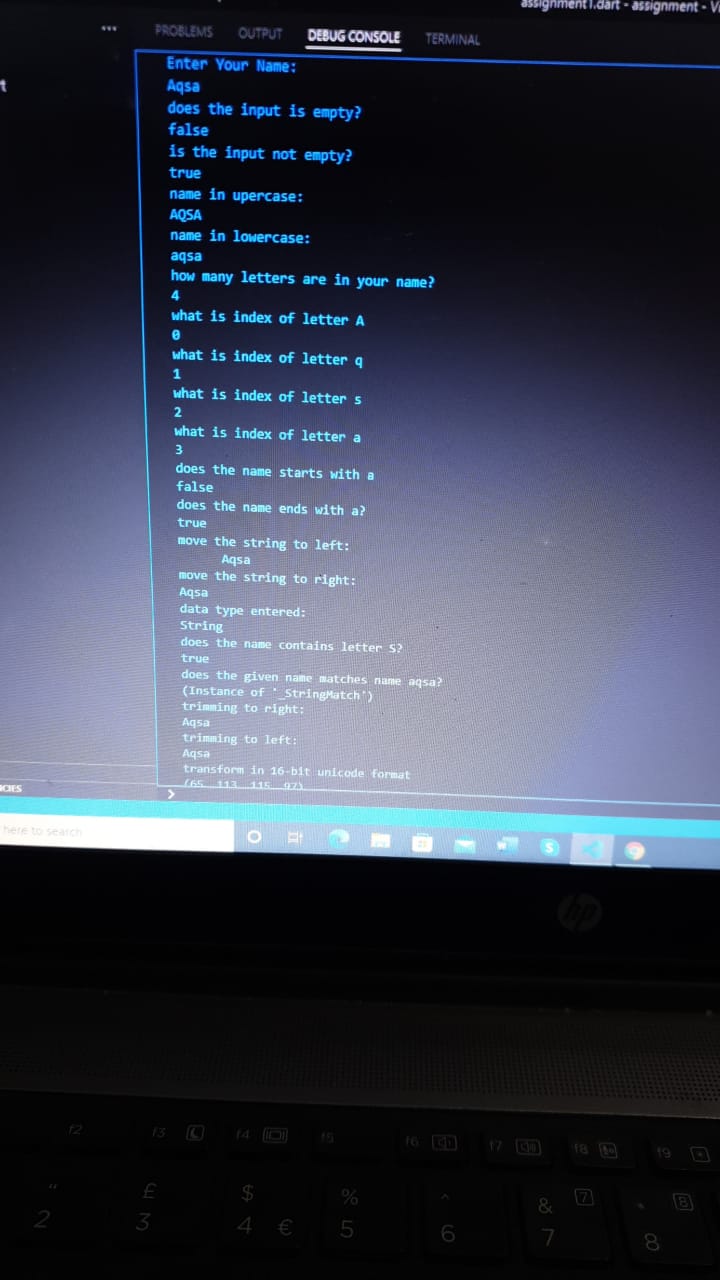 assignment1.dart - assignment - V
PROBLEMS OUTPUT DEBUG CONSOLE TERMINAL
Enter Your Name:
Aqsa
does the input is empty?
false
is the input not empty?
true
name in upercase:
AQSA
name in lowercase:
aqsa
how many letters are in your name?
4
what is index of letter A
0
what is index of letter q
1
what is index of letter s
2
what is index of letter a
3
does the name starts with a
false
does the name ends with a?
true
move the string to left:
Aqsa
move the string to right:
Aqsa
data type entered:
String
does the name contains letter S?
true
does the given name matches name aqsa?
(Instance of '_StringMatch')
trimming to right:
Aqsa
trimming to left:
Aqsa
transform in 16-bit unicode format
(65, 113, 115, 97)
>
here to search
hp
f2 f3 f4 f5 f6 f7 f8 f9
" £ $ % ^ & * 7 8
2 3 4 € 5 6 7 8